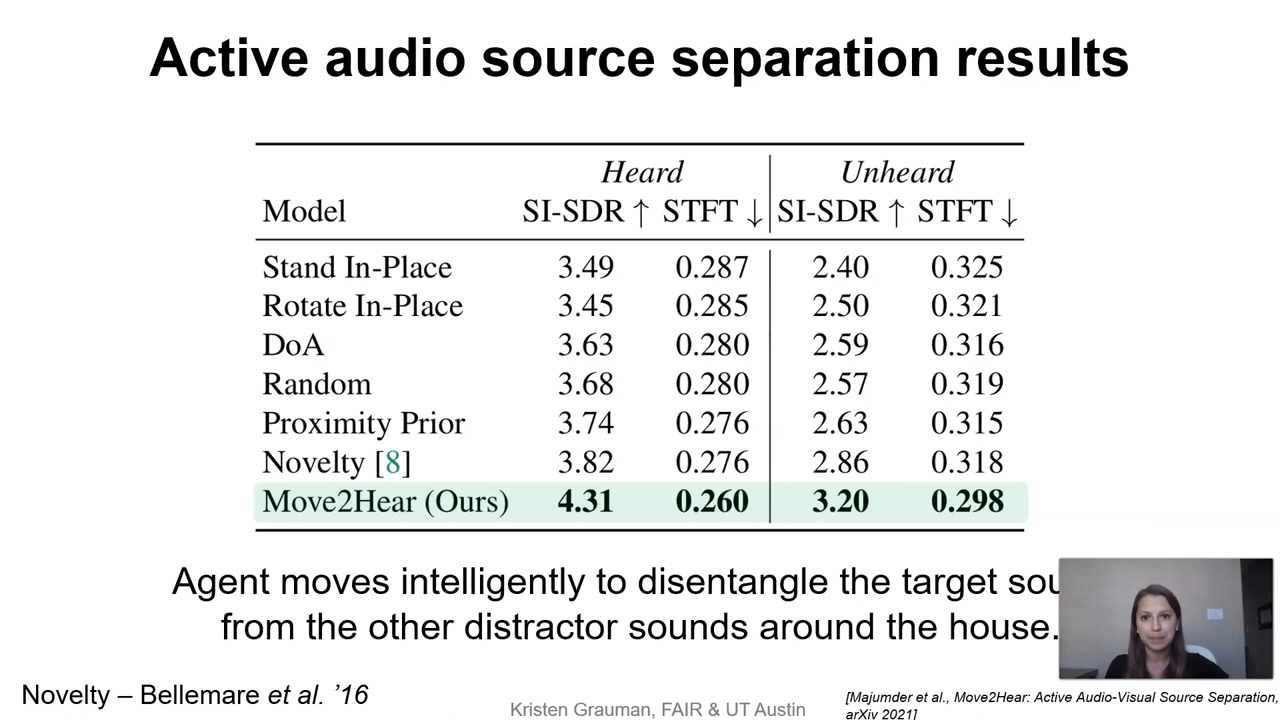 Active audio source separation results
Heard Unheard
Model SI-SDR ↑ STFT ↓ SI-SDR ↑ STFT ↓
Stand In-Place 3.49 0.287 2.40 0.325
Rotate In-Place 3.45 0.285 2.50 0.321
DoA 3.63 0.280 2.59 0.316
Random 3.68 0.280 2.57 0.319
Proximity Prior 3.74 0.276 2.63 0.315
Novelty [8] 3.82 0.276 2.86 0.318
Move2Hear (Ours) 4.31 0.260 3.20 0.298
Agent moves intelligently to disentangle the target
from the other distractor sounds around the house.
Novelty – Bellemare et al. ’16
Kristen Grauman, FAIR & UT Austin
[Majumder et al., Move2Hear: Active Audio-Visual Source Separation,
arXiv 2021]